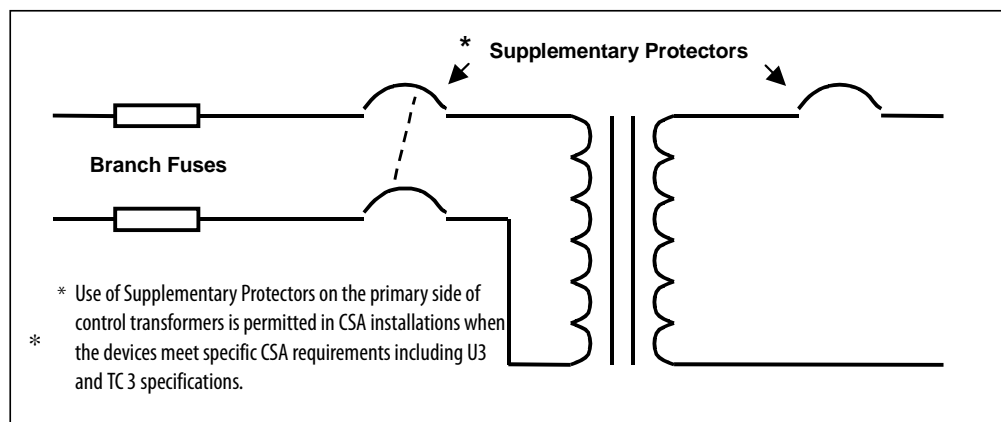 * Supplementary Protectors
Branch Fuses
* Use of Supplementary Protectors on the primary side of
control transformers is permitted in CSA installations when
* the devices meet specific CSA requirements including U3
and TC 3 specifications.